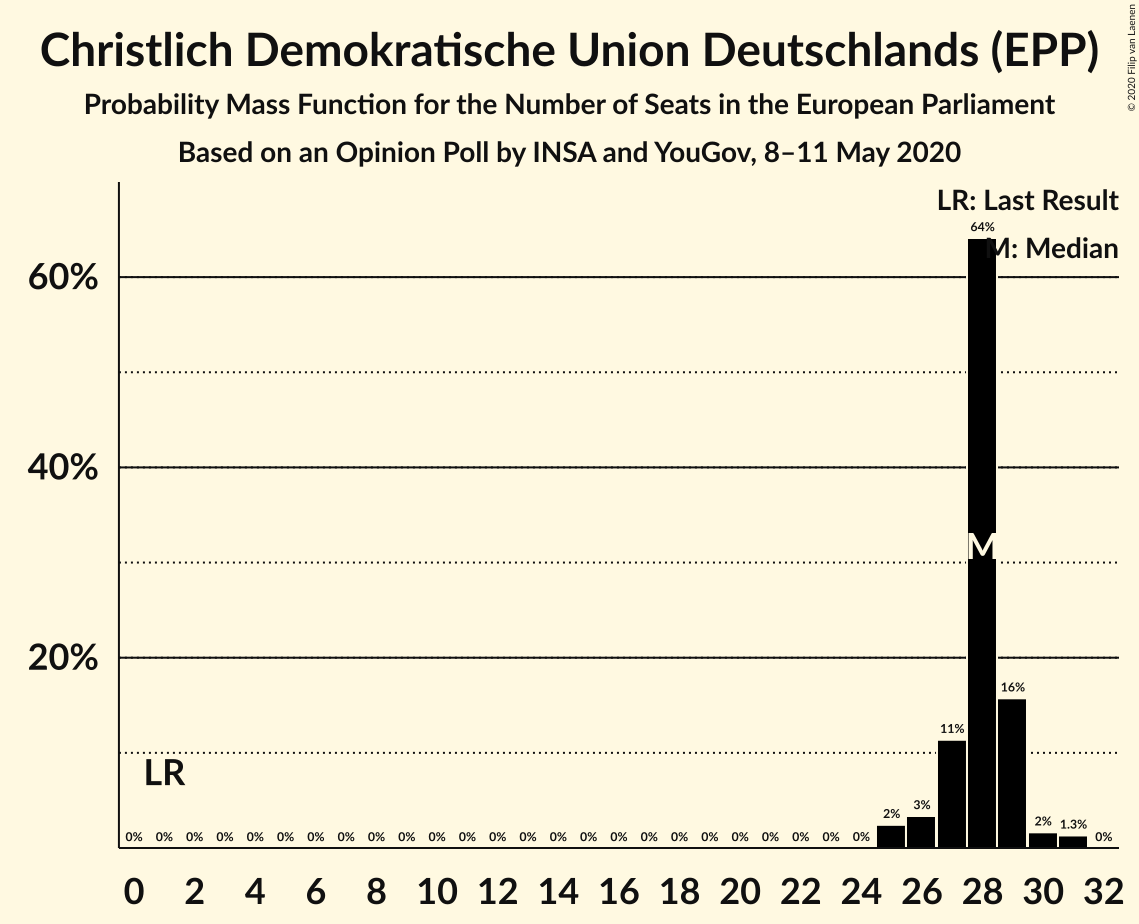 Christlich Demokratische Union Deutschlands (EPP)
Probability Mass Function for the Number of Seats in the European Parliament
Based on an Opinion Poll by INSA and YouGov, 8–11 May 2020
© 2020 Filip van Laenen
LR: Last Result
M: Median
60%
40%
20%
64%
M
16%
11%
LR
0% 0% 0% 0% 0% 0% 0% 0% 0% 0% 0% 0% 0% 0% 0% 0% 0% 0% 0% 0% 0% 0% 0% 0% 0% 2% 3% 2% 1.3% 0%
0 2 4 6 8 10 12 14 16 18 20 22 24 26 28 30 32